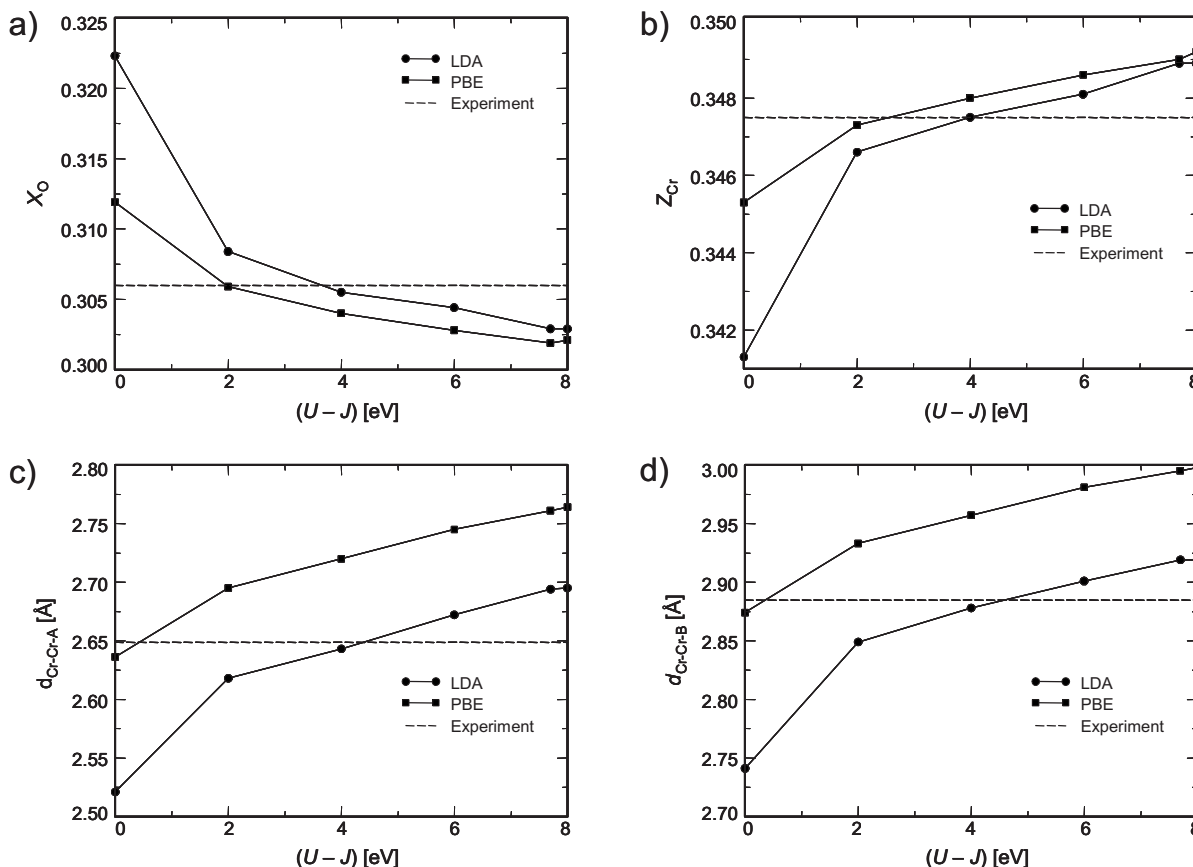 a)
0.325
0.320
0.315
0.310
0.305
0.300
X_O
LDA
PBE
Experiment
0 2 4 6 8
(U – J) [eV]
b)
0.350
0.348
0.346
0.344
0.342
Z_Cr
LDA
PBE
Experiment
0 2 4 6 8
(U – J) [eV]
c)
2.80
2.75
2.70
2.65
2.60
2.55
2.50
d_Cr-Cr-A [Å]
LDA
PBE
Experiment
0 2 4 6 8
(U – J) [eV]
d)
3.00
2.95
2.90
2.85
2.80
2.75
2.70
d_Cr-Cr-B [Å]
LDA
PBE
Experiment
0 2 4 6 8
(U – J) [eV]